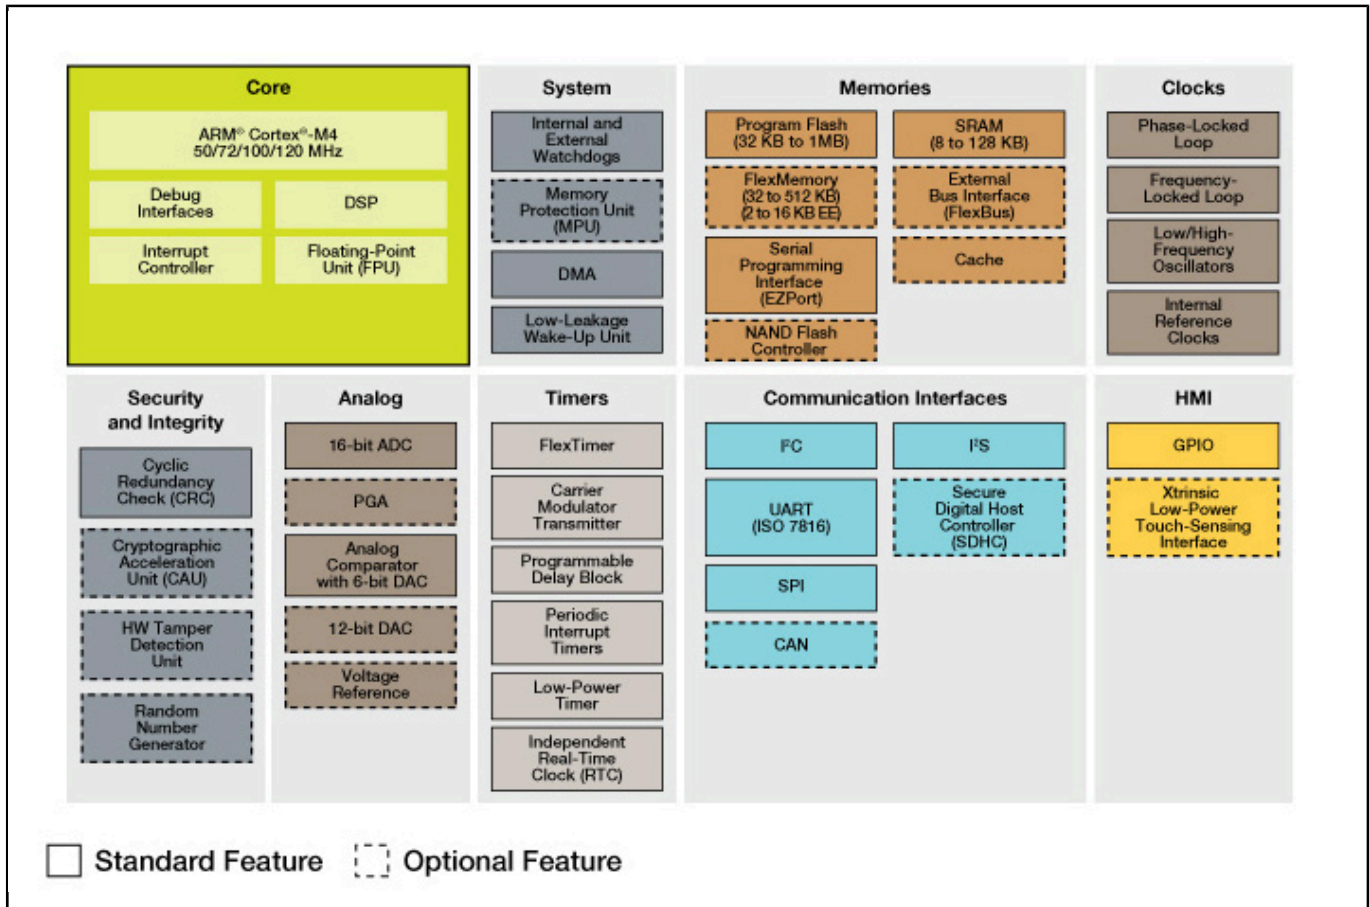 Core
ARM® Cortex®-M4
50/72/100/120 MHz
Debug
Interfaces
DSP
Interrupt
Controller
Floating-Point
Unit (FPU)
System
Internal and
External
Watchdogs
Memory
Protection Unit
(MPU)
DMA
Low-Leakage
Wake-Up Unit
Memories
Program Flash
(32 KB to 1MB)
SRAM
(8 to 128 KB)
FlexMemory
(32 to 512 KB)
(2 to 16 KB EE)
External
Bus Interface
(FlexBus)
Serial
Programming
Interface
(EZPort)
Cache
NAND Flash
Controller
Clocks
Phase-Locked
Loop
Frequency-
Locked Loop
Low/High-
Frequency
Oscillators
Internal
Reference
Clocks
Security
and Integrity
Cyclic
Redundancy
Check (CRC)
Cryptographic
Acceleration
Unit (CAU)
HW Tamper
Detection
Unit
Random
Number
Generator
Analog
16-bit ADC
PGA
Analog
Comparator
with 6-bit DAC
12-bit DAC
Voltage
Reference
Timers
FlexTimer
Carrier
Modulator
Transmitter
Programmable
Delay Block
Periodic
Interrupt
Timers
Low-Power
Timer
Independent
Real-Time
Clock (RTC)
Communication Interfaces
I²C
I²S
UART
(ISO 7816)
Secure
Digital Host
Controller
(SDHC)
SPI
CAN
HMI
GPIO
Xtrinsic
Low-Power
Touch-Sensing
Interface
Standard Feature
Optional Feature